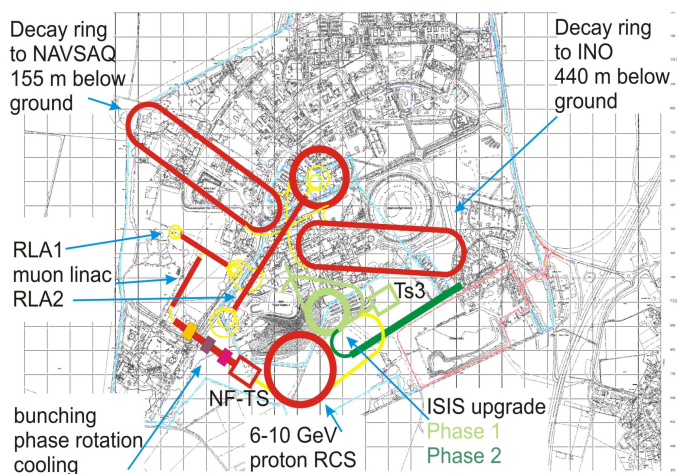 Decay ring
to NAVSAQ
155 m below
ground
Decay ring
to INO
440 m below
ground
RLA1
muon linac
RLA2
Ts3
NF-TS
bunching
phase rotation
cooling
6-10 GeV
proton RCS
ISIS upgrade
Phase 1
Phase 2